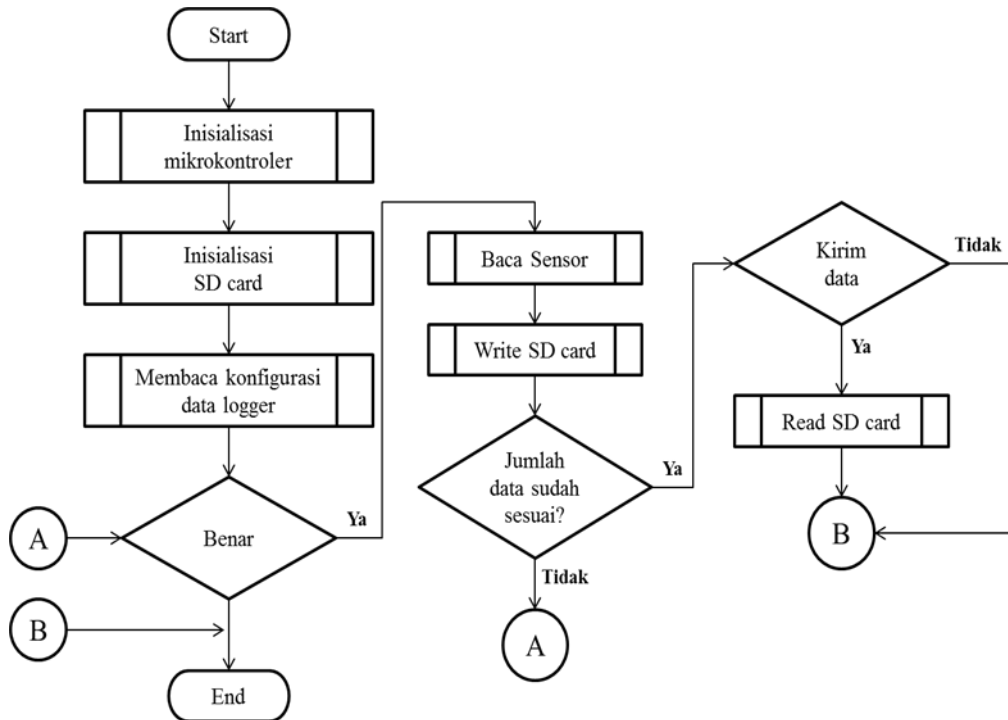 Start
Inisialisasi
mikrokontroler
Inisialisasi
SD card
Membaca konfigurasi
data logger
A
Benar
Ya
B
End
Baca Sensor
Write SD card
Jumlah
data sudah
sesuai?
Ya
Tidak
A
Kirim
data
Tidak
Ya
Read SD card
B